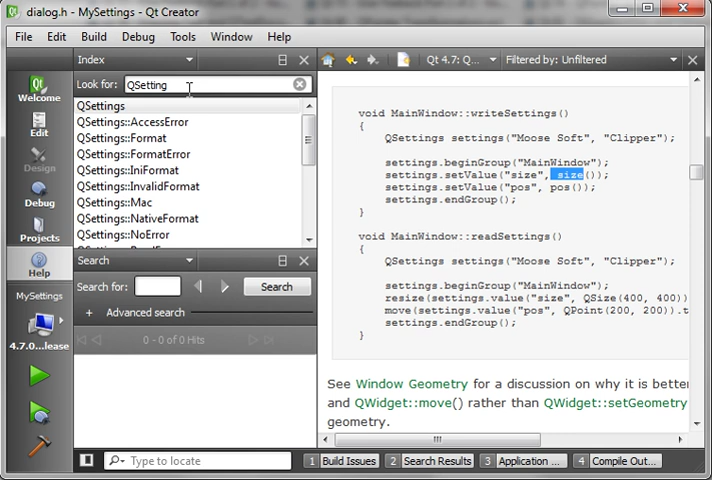 dialog.h - MySettings - Qt Creator
File Edit Build Debug Tools Window Help
Index
Qt 4.7: Q... Filtered by: Unfiltered
Look for: QSetting
Welcome
Edit
Design
Debug
Projects
Help
MySettings
4.7.0...lease
QSettings
QSettings::AccessError
QSettings::Format
QSettings::FormatError
QSettings::IniFormat
QSettings::InvalidFormat
QSettings::Mac
QSettings::NativeFormat
QSettings::NoError
Search
Search for:
Search
+ Advanced search
0 - 0 of 0 Hits
void MainWindow::writeSettings()
{
QSettings settings("Moose Soft", "Clipper");
settings.beginGroup("MainWindow");
settings.setValue("size", size());
settings.setValue("pos", pos());
settings.endGroup();
}
void MainWindow::readSettings()
{
QSettings settings("Moose Soft", "Clipper");
settings.beginGroup("MainWindow");
resize(settings.value("size", QSize(400, 400))
move(settings.value("pos", QPoint(200, 200)).t
settings.endGroup();
}
See Window Geometry for a discussion on why it is better
and QWidget::move() rather than QWidget::setGeometry
geometry.
Type to locate
1 Build Issues 2 Search Results 3 Application ... 4 Compile Out...